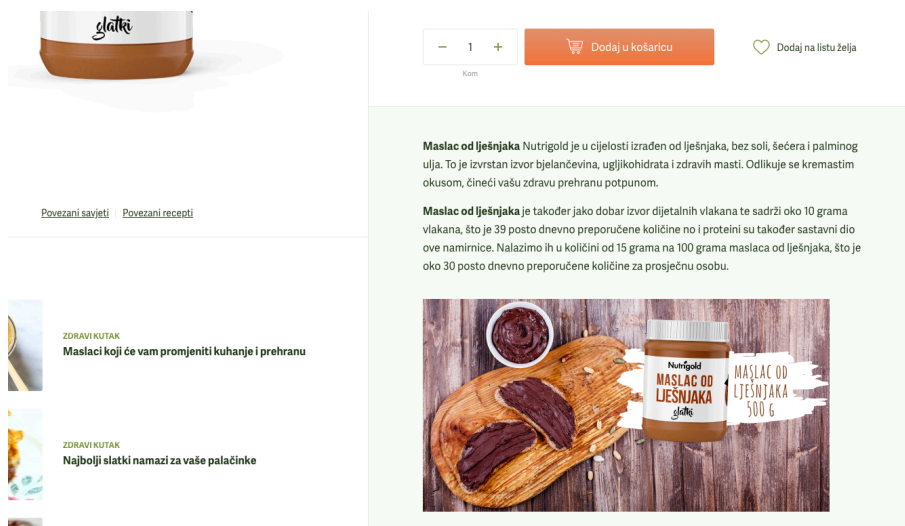 glatki
− 1 +
Kom
Dodaj u košaricu
Dodaj na listu želja
Povezani savjeti
Povezani recepti
ZDRAVI KUTAK
Maslaci koji će vam promjeniti kuhanje i prehranu
ZDRAVI KUTAK
Najbolji slatki namazi za vaše palačinke
Maslac od lješnjaka Nutrigold je u cijelosti izrađen od lješnjaka, bez soli, šećera i palminog
ulja. To je izvrstan izvor bjelančevina, ugljikohidrata i zdravih masti. Odlikuje se kremastim
okusom, čineći vašu zdravu prehranu potpunom.
Maslac od lješnjaka je također jako dobar izvor dijetalnih vlakana te sadrži oko 10 grama
vlakana, što je 39 posto dnevno preporučene količine no i proteini su također sastavni dio
ove namirnice. Nalazimo ih u količini od 15 grama na 100 grama maslaca od lješnjaka, što je
oko 30 posto dnevno preporučene količine za prosječnu osobu.
Nutrigold
MASLAC OD
LJEŠNJAKA
glatki
MASLAC OD
LJEŠNJAKA
500 g